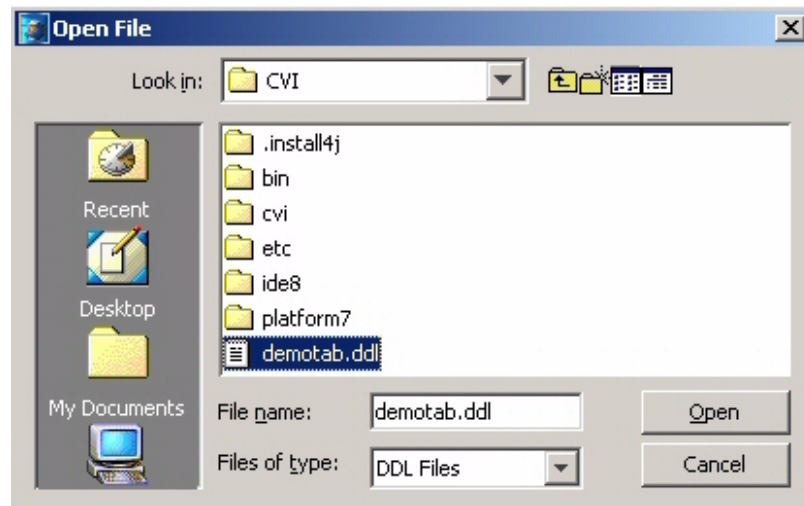 Open File
Look in: CVI
.install4j
bin
cvi
etc
ide8
platform7
demotab.ddl
Recent
Desktop
My Documents
File name: demotab.ddl Open
Files of type: DDL Files Cancel